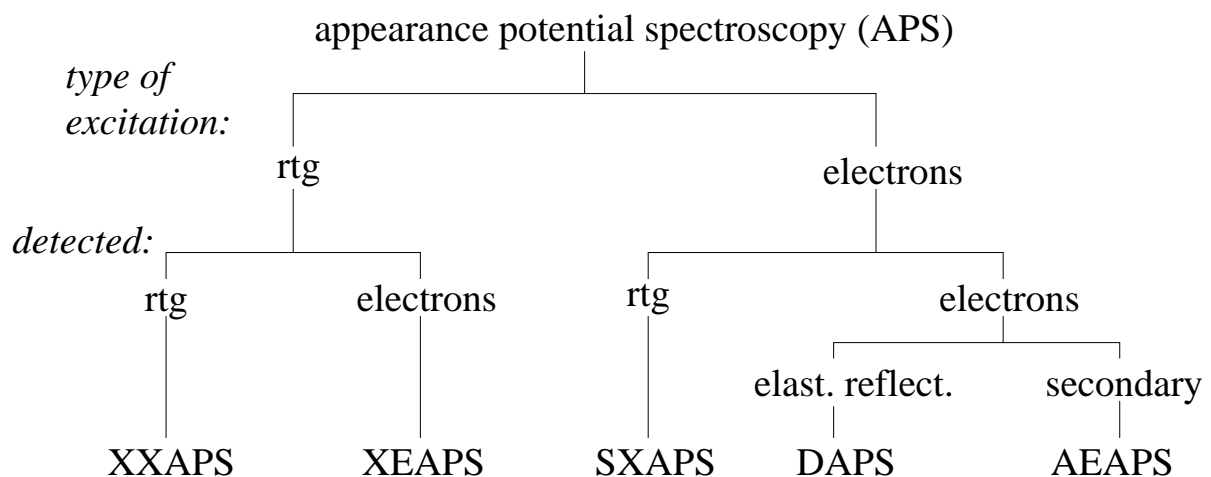 appearance potential spectroscopy (APS)
type of
excitation:
rtg electrons
detected:
rtg electrons rtg electrons
elast. reflect. secondary
XXAPS XEAPS SXAPS DAPS AEAPS